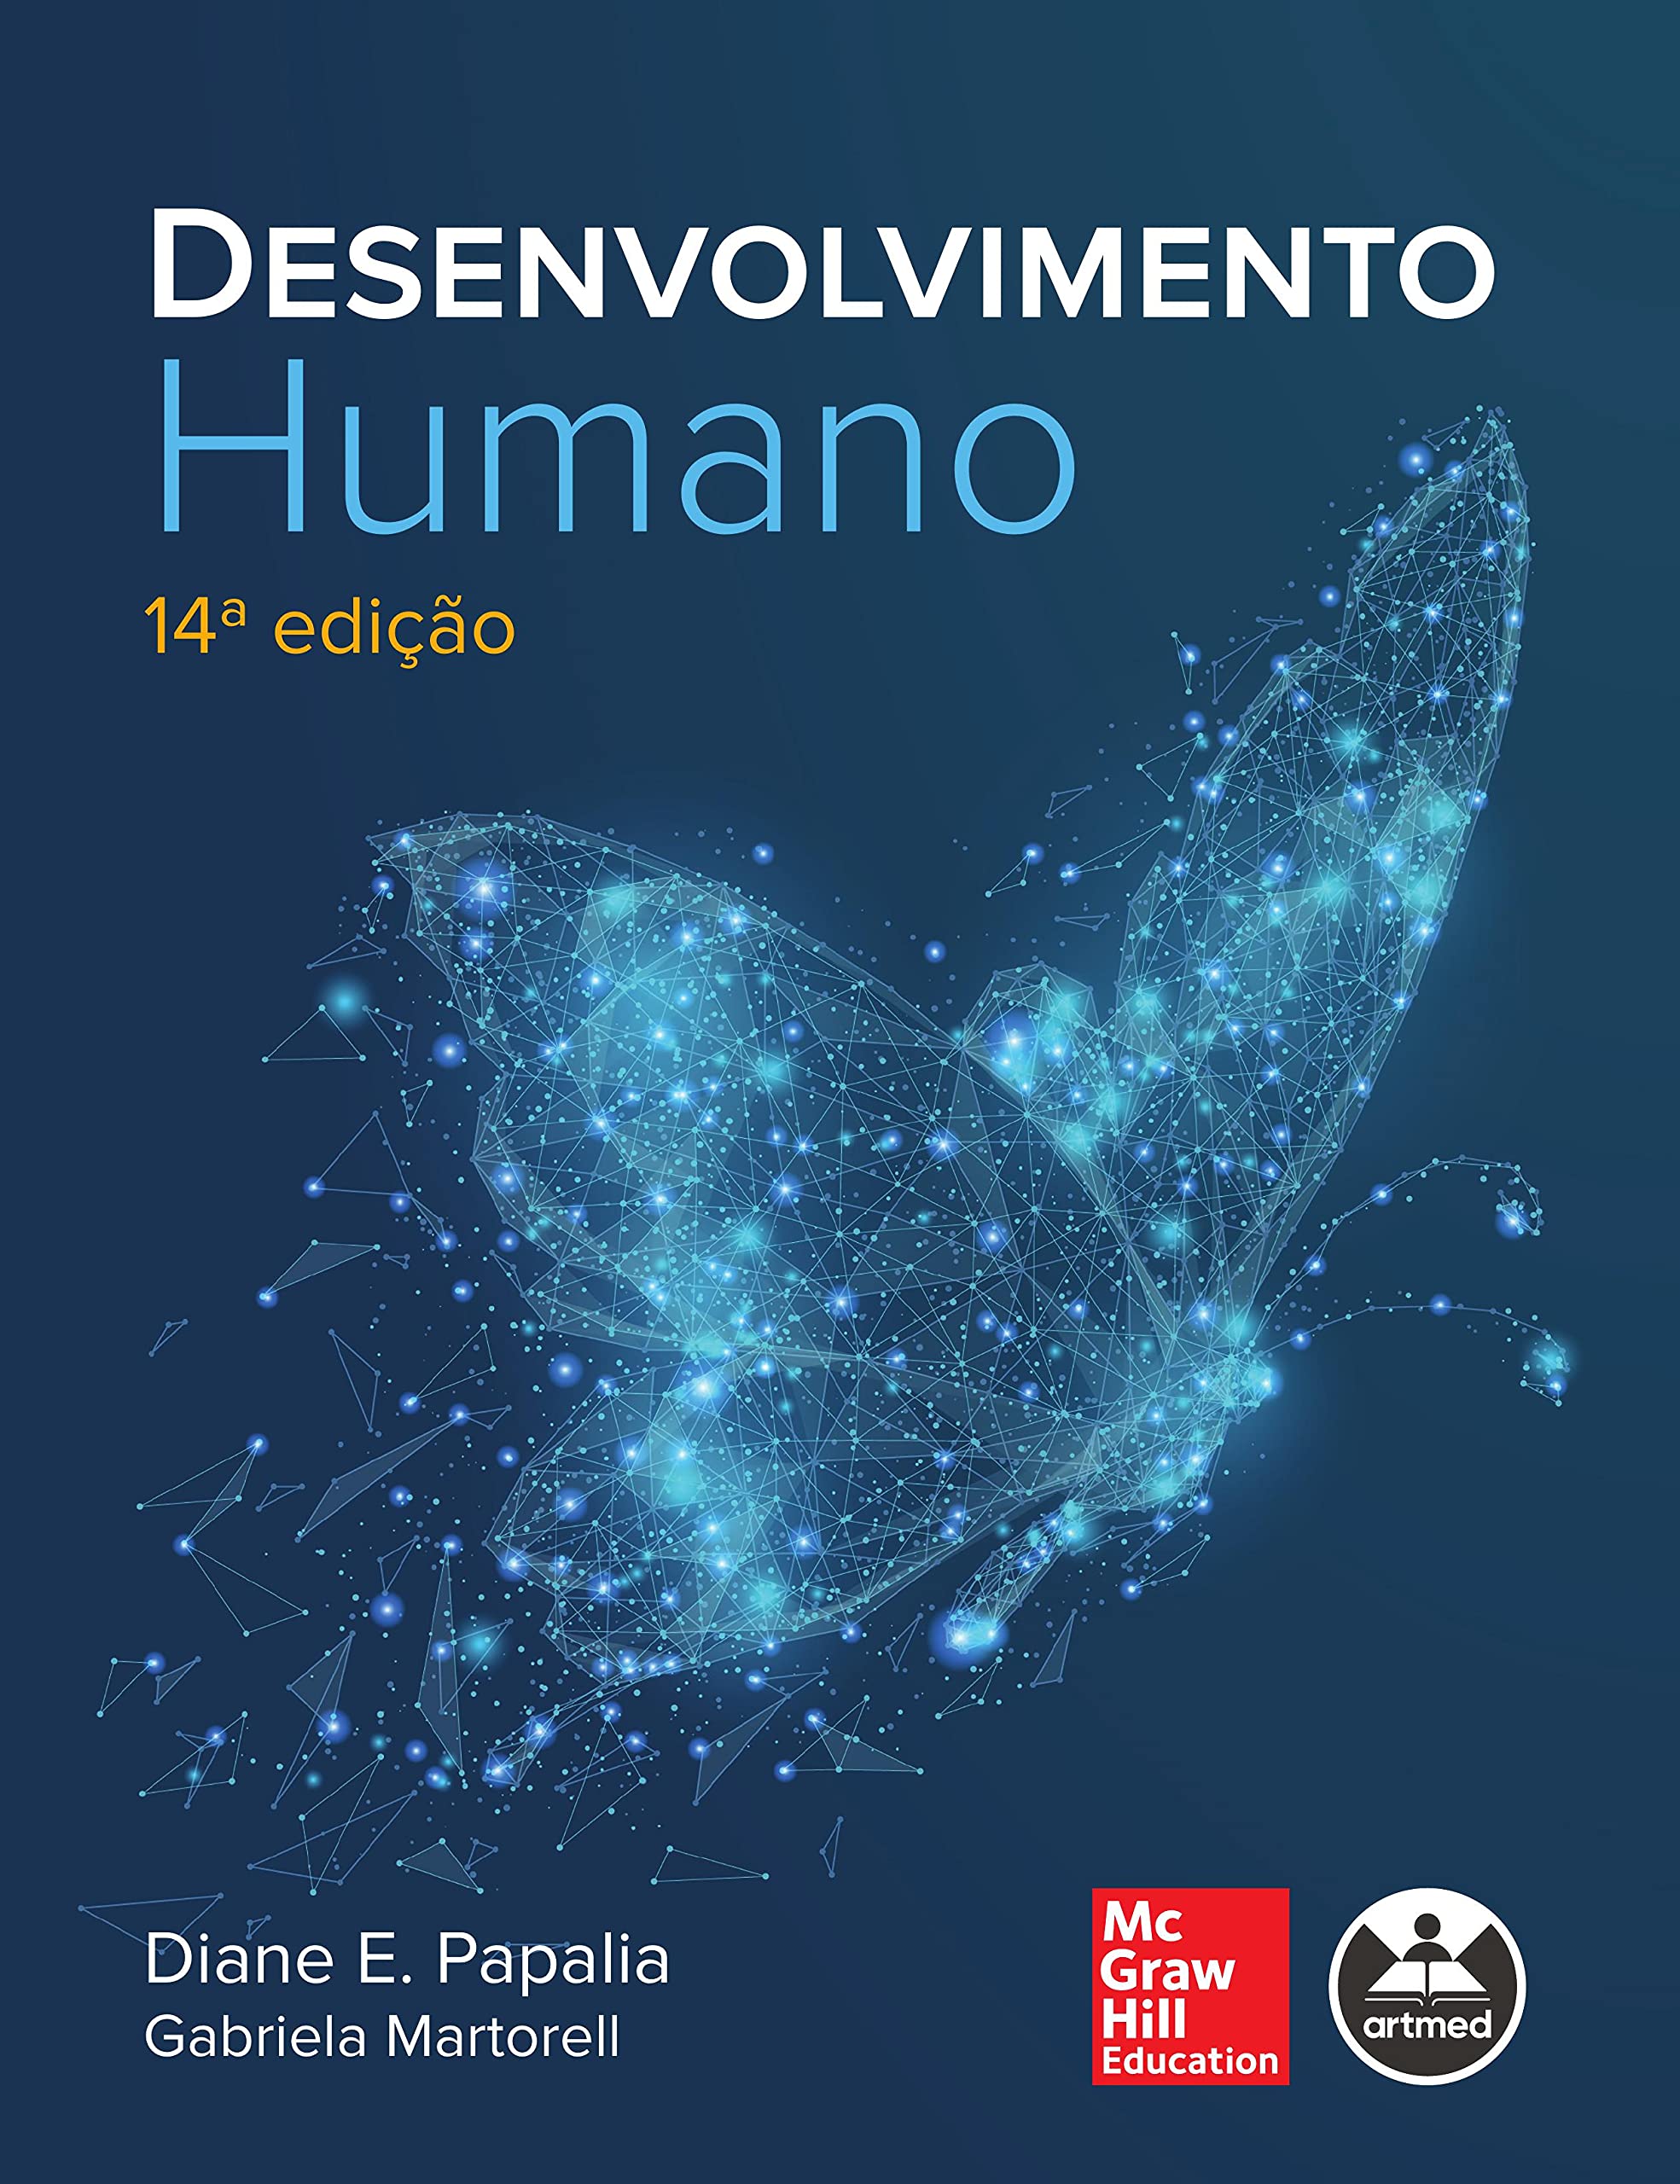 DESENVOLVIMENTO
Humano
14ª edição
Diane E. Papalia
Gabriela Martorell
Mc
Graw
Hill
Education
artmed